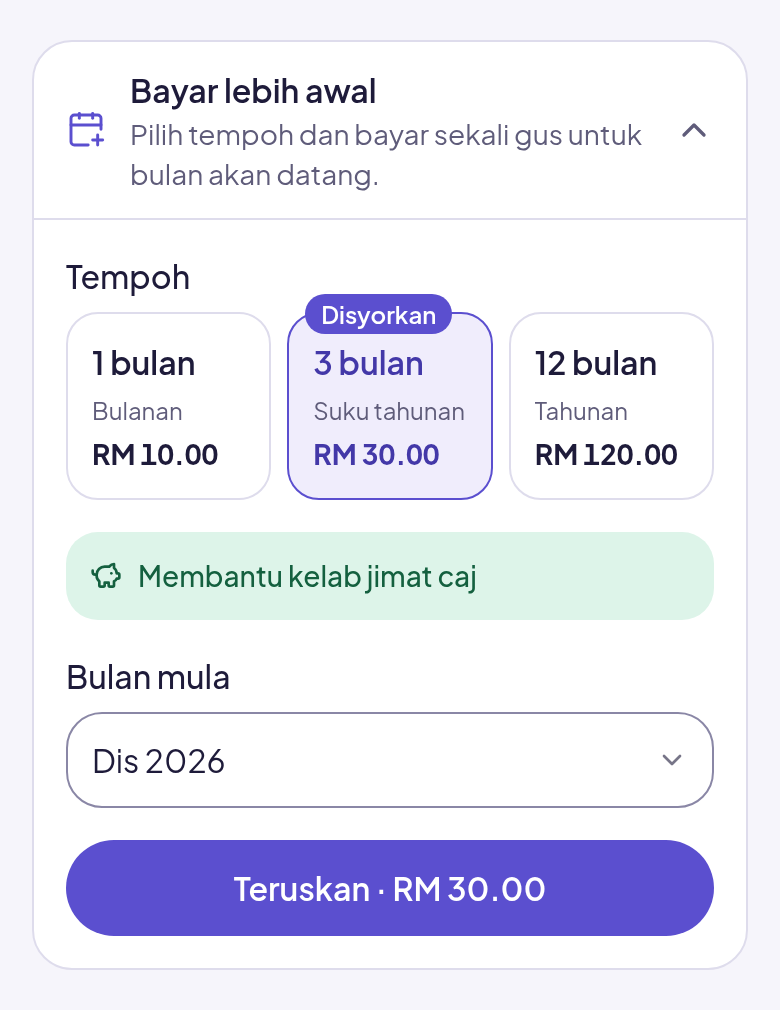 Bayar lebih awal
Pilih tempoh dan bayar sekali gus untuk
bulan akan datang.
Tempoh
1 bulan
Bulanan
RM 10.00
Disyorkan
3 bulan
Suku tahunan
RM 30.00
12 bulan
Tahunan
RM 120.00
Membantu kelab jimat caj
Bulan mula
Dis 2026
Teruskan · RM 30.00